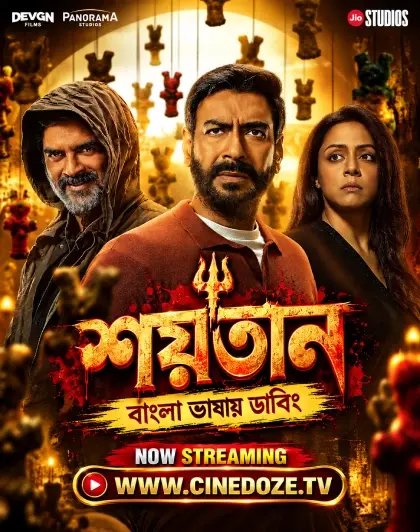 DEVGN
FILMS
PANORAMA
STUDIOS
Jio STUDIOS
শয়তান
বাংলা ভাষায় ডাবিং
NOW STREAMING
WWW.CINEDOZE.TV